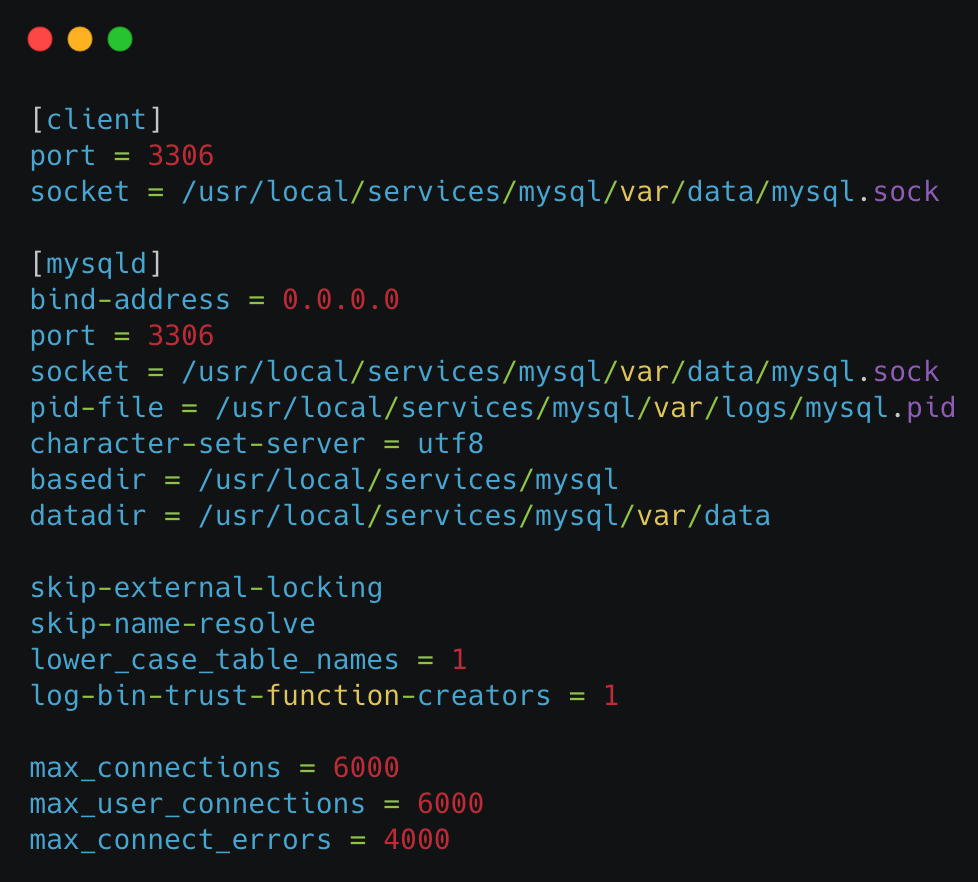 [client]
port = 3306
socket = /usr/local/services/mysql/var/data/mysql.sock
[mysqld]
bind-address = 0.0.0.0
port = 3306
socket = /usr/local/services/mysql/var/data/mysql.sock
pid-file = /usr/local/services/mysql/var/logs/mysql.pid
character-set-server = utf8
basedir = /usr/local/services/mysql
datadir = /usr/local/services/mysql/var/data
skip-external-locking
skip-name-resolve
lower_case_table_names = 1
log-bin-trust-function-creators = 1
max_connections = 6000
max_user_connections = 6000
max_connect_errors = 4000